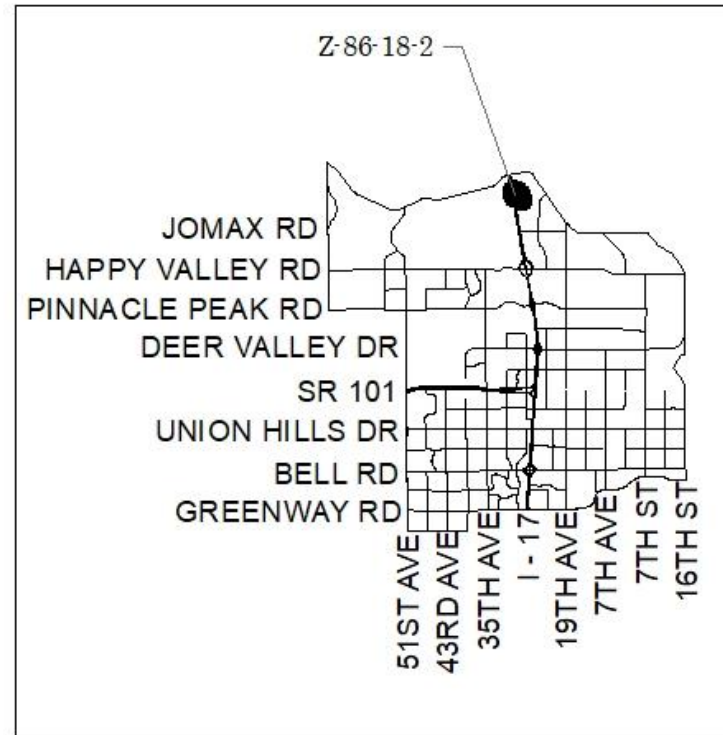 Z-86-18-2
JOMAX RD
HAPPY VALLEY RD
PINNACLE PEAK RD
DEER VALLEY DR
SR 101
UNION HILLS DR
BELL RD
GREENWAY RD
51ST AVE
43RD AVE
35TH AVE
I - 17
19TH AVE
7TH AVE
7TH ST
16TH ST